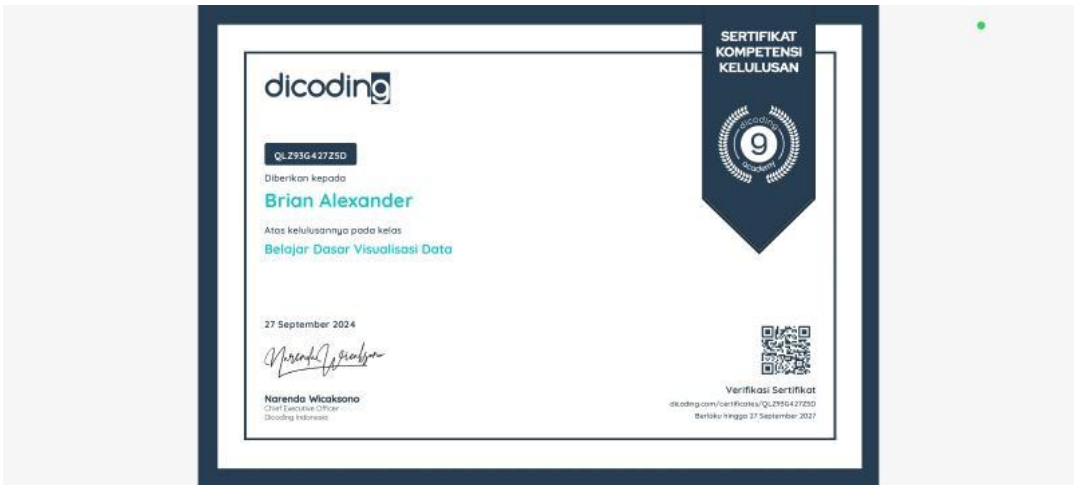 SERTIFIKAT
KOMPETENSI
KELULUSAN
dicoding
dicoding
9
academy
QLZ93G427Z5D
Diberikan kepada
Brian Alexander
Atas kelulusannya pada kelas
Belajar Dasar Visualisasi Data
27 September 2024
Narenda Wicaksono
Chief Executive Officer
Dicoding Indonesia
Verifikasi Sertifikat
dicoding.com/certificates/QLZ93G427Z5D
Berlaku hingga 27 September 2027